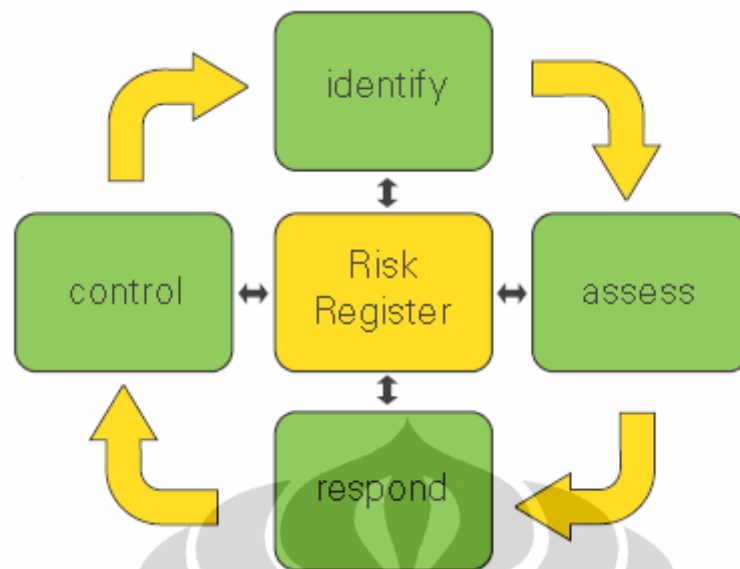 identify
control
Risk
Register
assess
respond